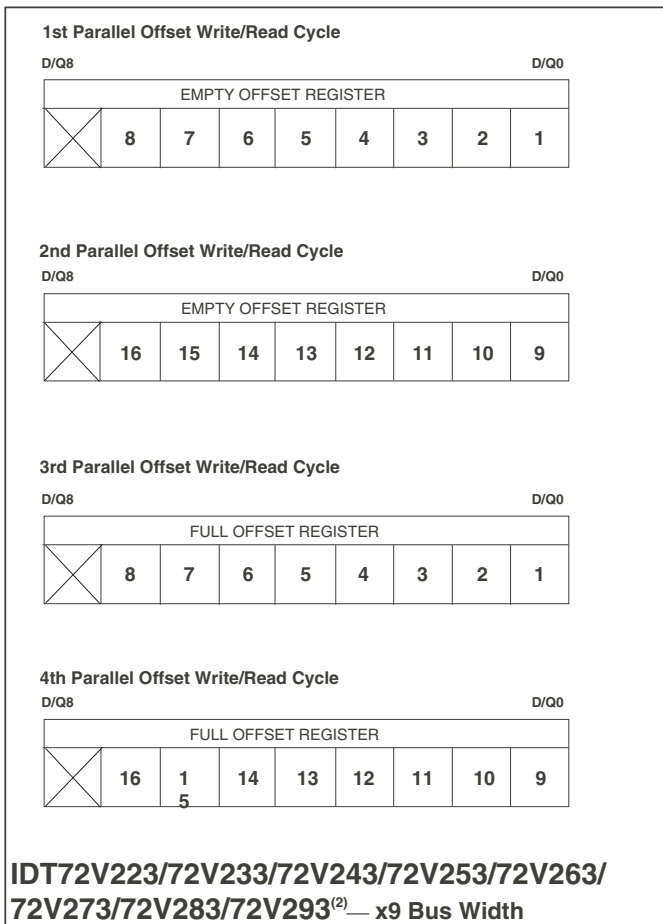 1st Parallel Offset Write/Read Cycle
D/Q8 D/Q0
EMPTY OFFSET REGISTER
8 7 6 5 4 3 2 1
2nd Parallel Offset Write/Read Cycle
D/Q8 D/Q0
EMPTY OFFSET REGISTER
16 15 14 13 12 11 10 9
3rd Parallel Offset Write/Read Cycle
D/Q8 D/Q0
FULL OFFSET REGISTER
8 7 6 5 4 3 2 1
4th Parallel Offset Write/Read Cycle
D/Q8 D/Q0
FULL OFFSET REGISTER
16 1 14 13 12 11 10 9
5
IDT72V223/72V233/72V243/72V253/72V263/
72V273/72V283/72V293(2)— x9 Bus Width